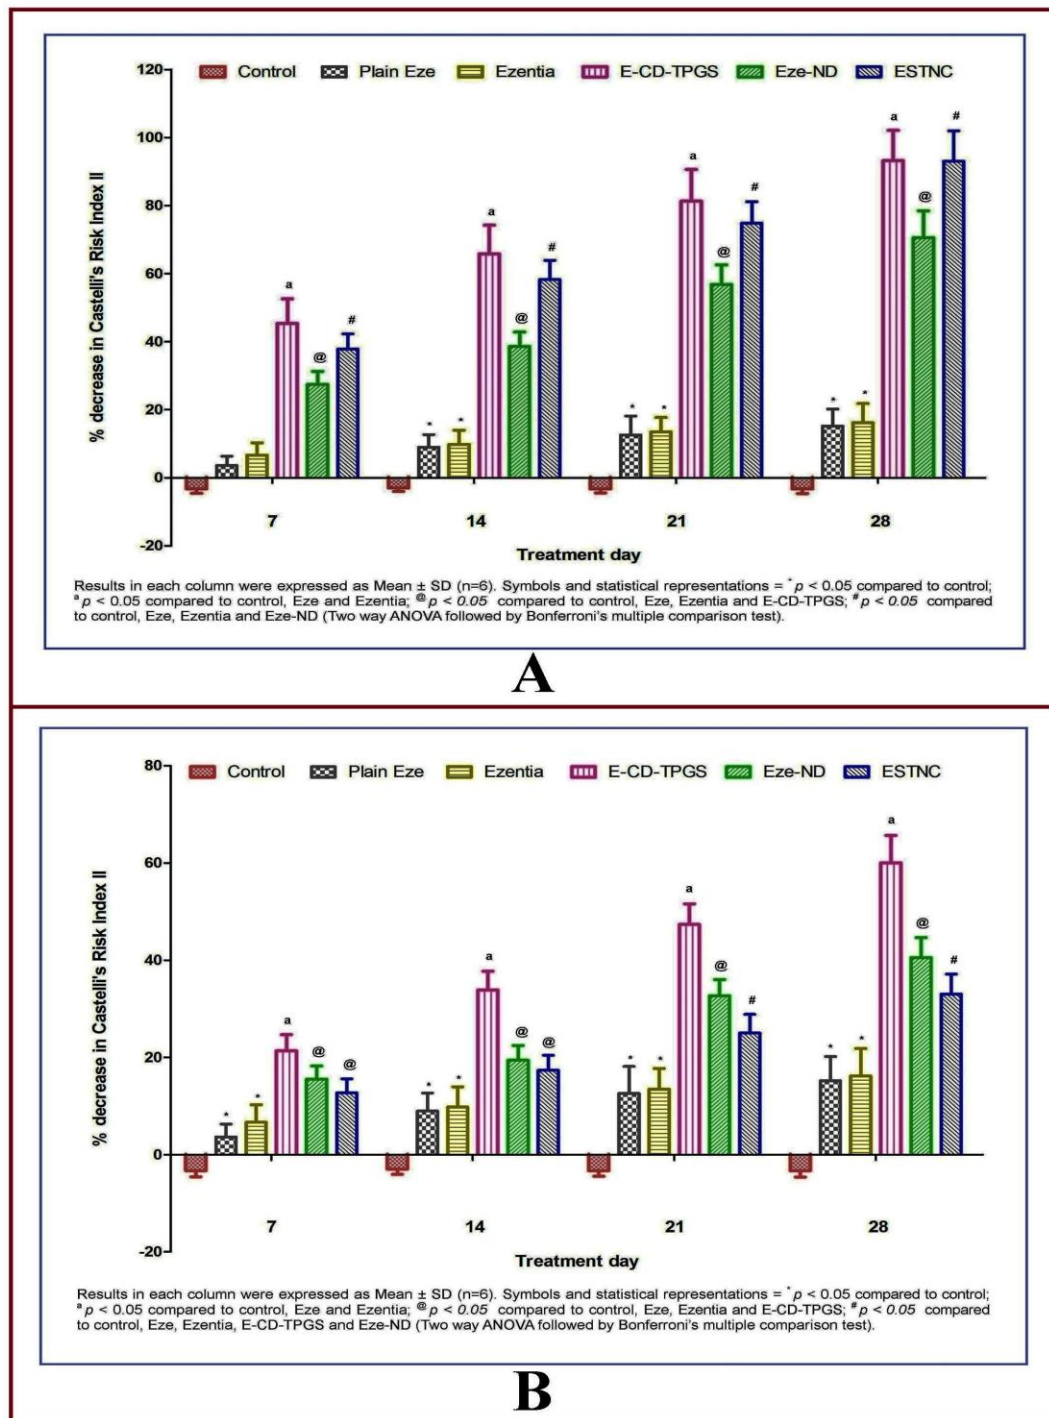 Control Plain Eze Ezentia E-CD-TPGS Eze-ND ESTNC
120
100
80
60
40
20
0
-20
% decrease in Castelli's Risk Index II
a
@
#
* *
a
@
#
* *
a
@
#
* *
a
@
#
7 14 21 28
Treatment day
Results in each column were expressed as Mean ± SD (n=6). Symbols and statistical representations = * p < 0.05 compared to control;
a p < 0.05 compared to control, Eze and Ezentia; @ p < 0.05 compared to control, Eze, Ezentia and E-CD-TPGS; # p < 0.05 compared
to control, Eze, Ezentia and Eze-ND (Two way ANOVA followed by Bonferroni's multiple comparison test).
A
Control Plain Eze Ezentia E-CD-TPGS Eze-ND ESTNC
80
60
40
20
0
-20
% decrease in Castelli's Risk Index II
* *
a
@
@
* *
a
@
@
* *
a
@
#
* *
a
@
#
7 14 21 28
Treatment day
Results in each column were expressed as Mean ± SD (n=6). Symbols and statistical representations = * p < 0.05 compared to control;
a p < 0.05 compared to control, Eze and Ezentia; @ p < 0.05 compared to control, Eze, Ezentia and E-CD-TPGS; # p < 0.05 compared
to control, Eze, Ezentia, E-CD-TPGS and Eze-ND (Two way ANOVA followed by Bonferroni's multiple comparison test).
B